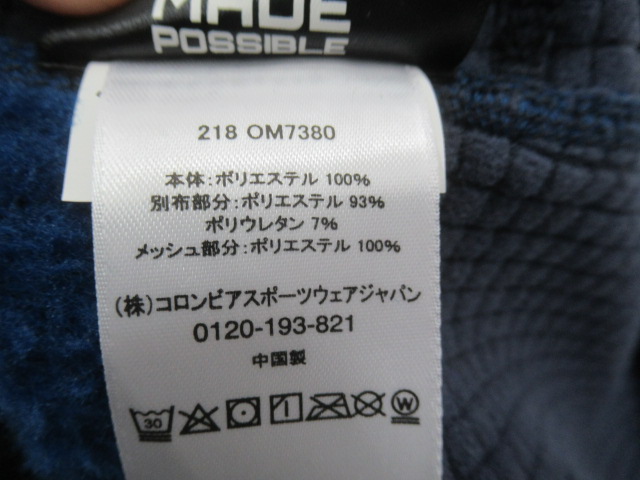 MADE
POSSIBLE
218 OM7380
本体:ポリエステル 100%
別布部分:ポリエステル 93%
ポリウレタン 7%
メッシュ部分:ポリエステル 100%
(株)コロンビアスポーツウェアジャパン
0120-193-821
中国製
30
W